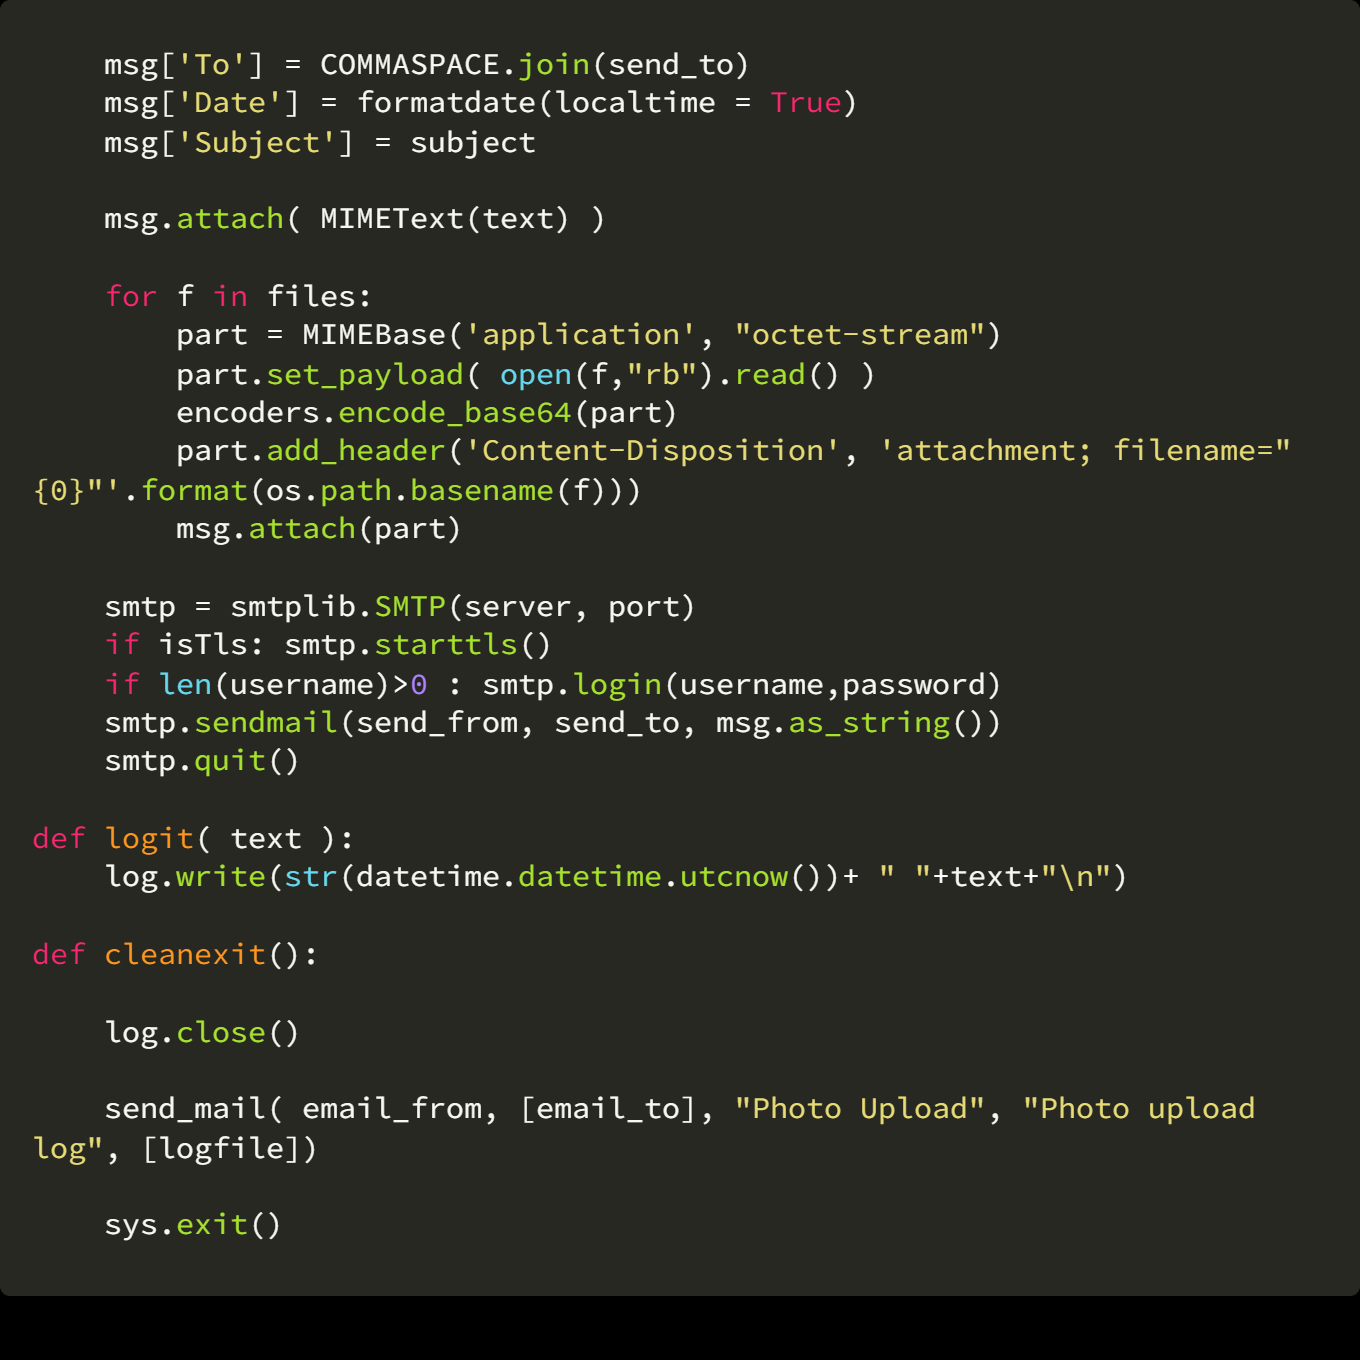 msg['To'] = COMMASPACE.join(send_to)
    msg['Date'] = formatdate(localtime = True)
    msg['Subject'] = subject

    msg.attach( MIMEText(text) )

    for f in files:
        part = MIMEBase('application', "octet-stream")
        part.set_payload( open(f,"rb").read() )
        encoders.encode_base64(part)
        part.add_header('Content-Disposition', 'attachment; filename="
{0}"'.format(os.path.basename(f)))
        msg.attach(part)

    smtp = smtplib.SMTP(server, port)
    if isTls: smtp.starttls()
    if len(username)>0 : smtp.login(username,password)
    smtp.sendmail(send_from, send_to, msg.as_string())
    smtp.quit()

def logit( text ):
    log.write(str(datetime.datetime.utcnow())+ " "+text+"\n")

def cleanexit():

    log.close()

    send_mail( email_from, [email_to], "Photo Upload", "Photo upload
log", [logfile])

    sys.exit()